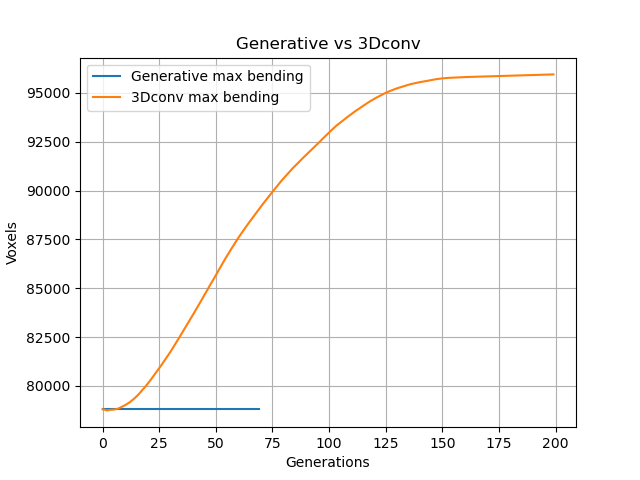 Generative vs 3Dconv
Generative max bending
3Dconv max bending
Voxels
95000
92500
90000
87500
85000
82500
80000
0 25 50 75 100 125 150 175 200
Generations